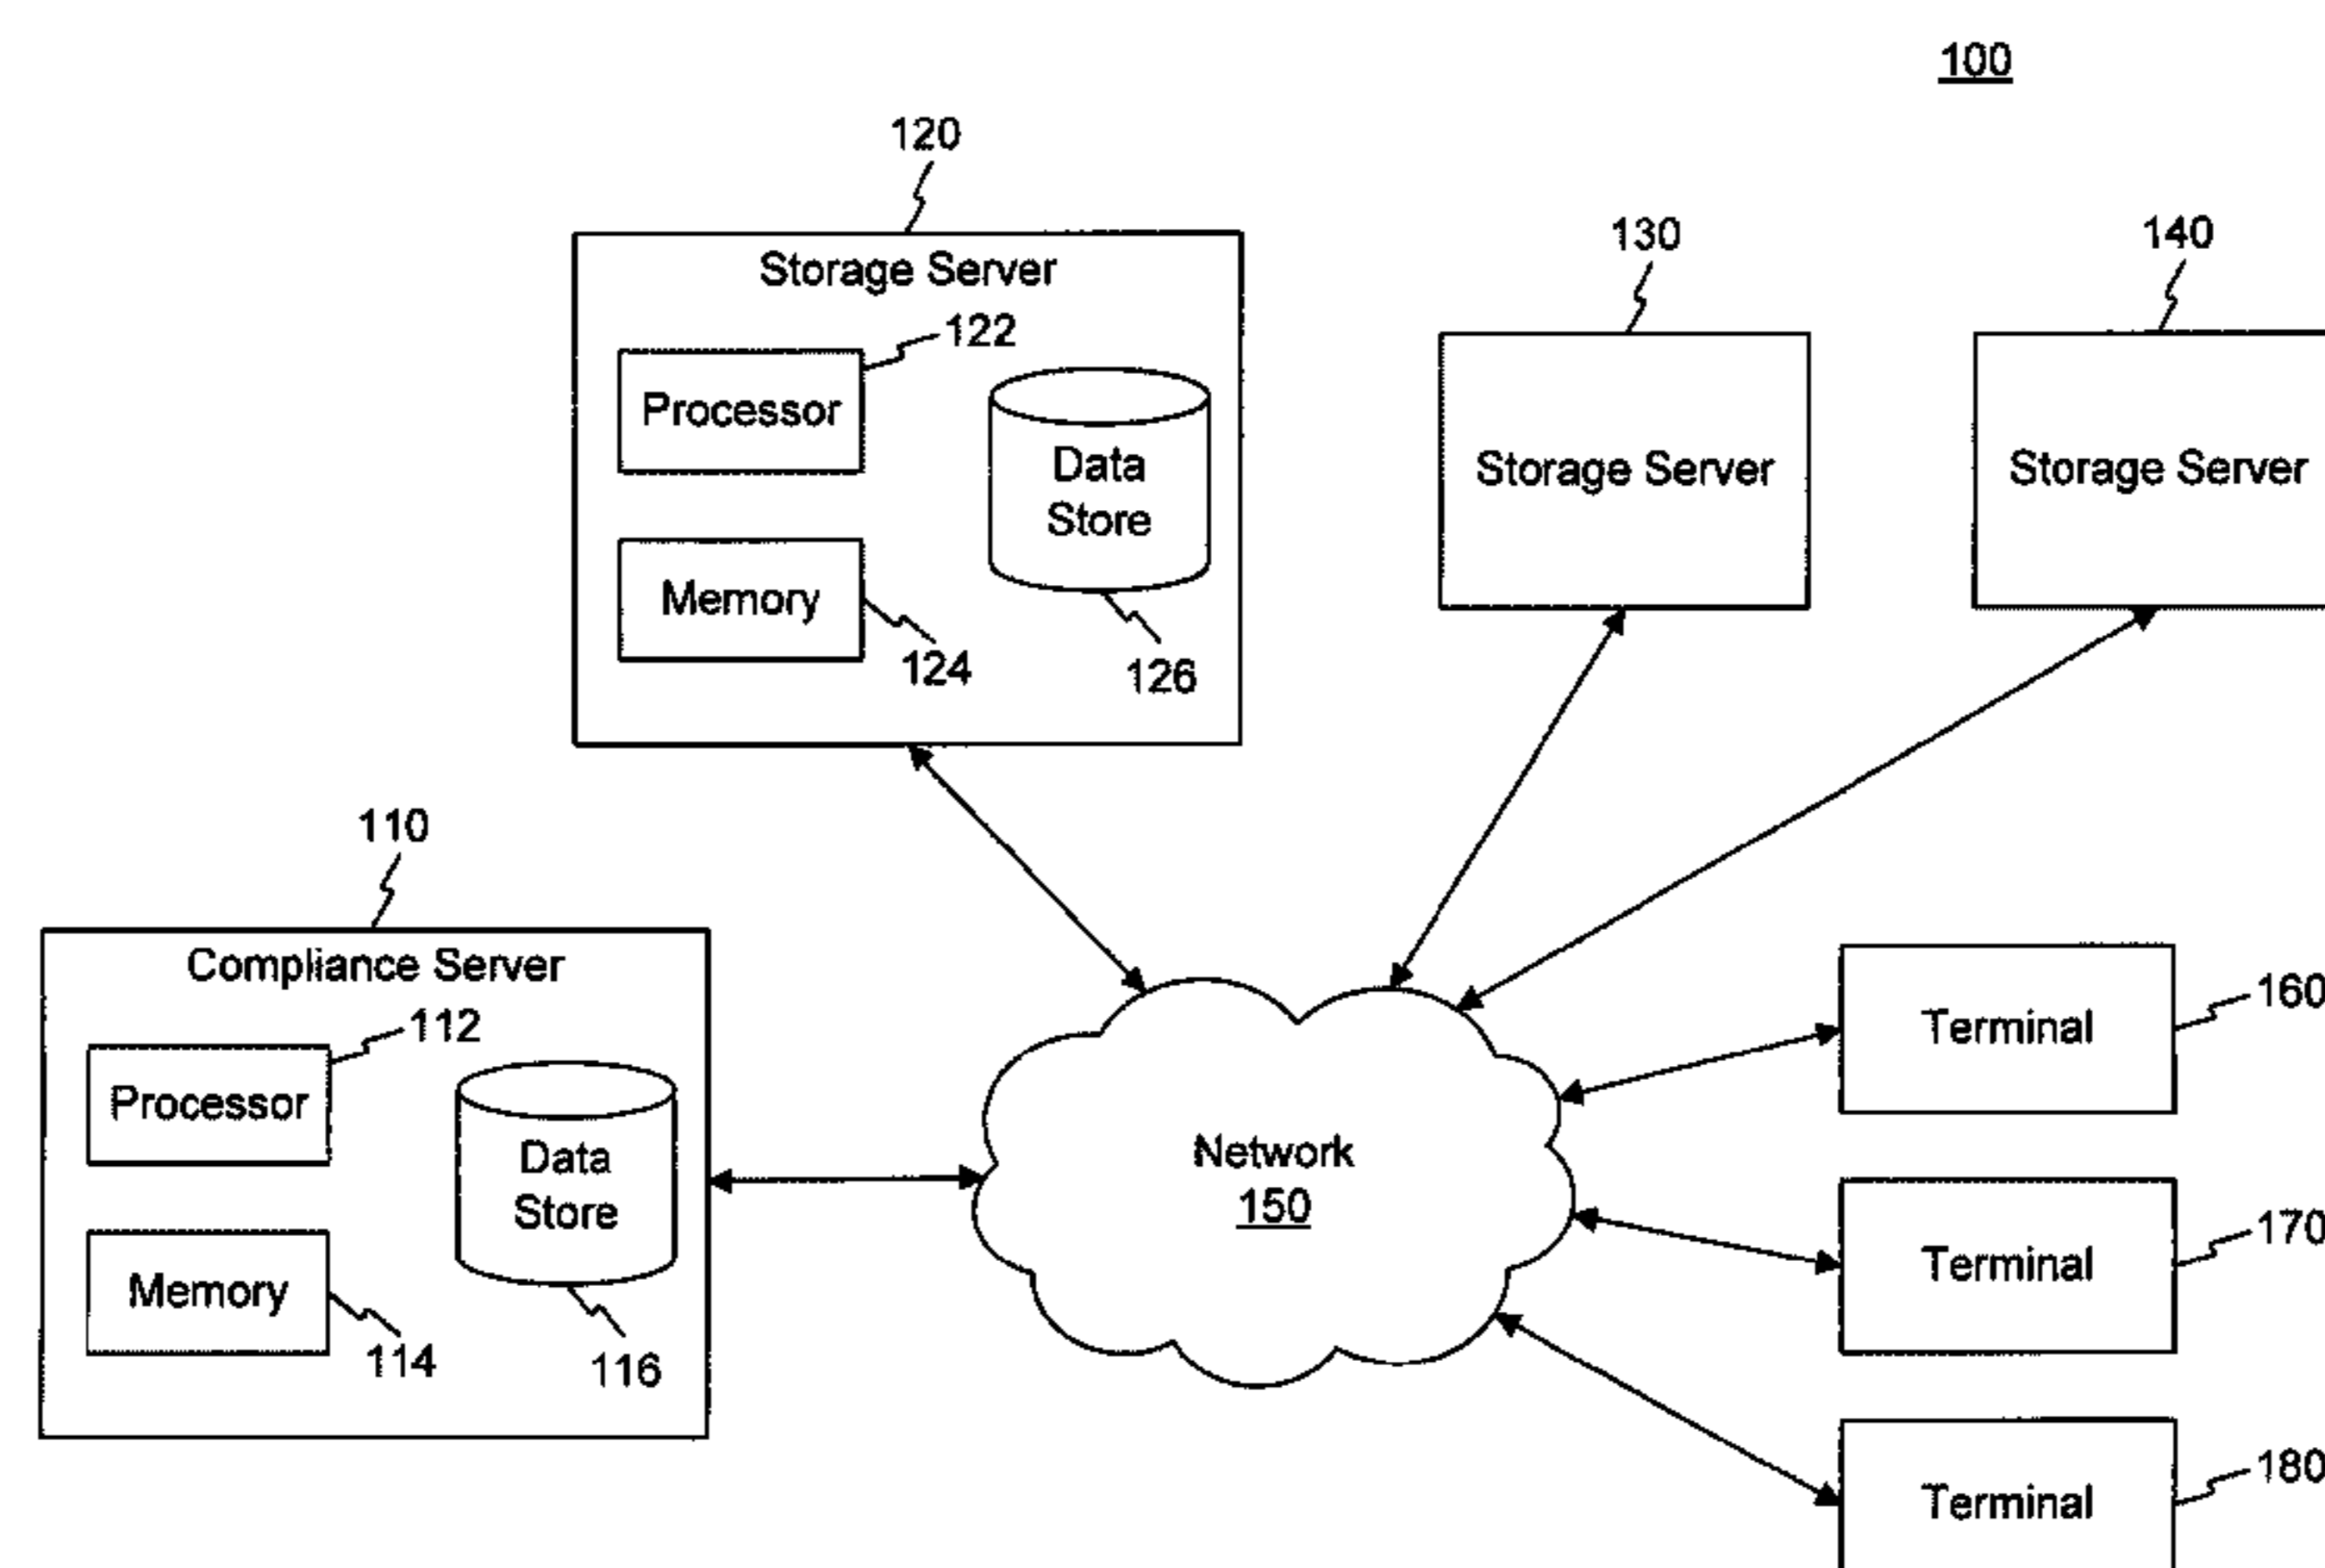 100
120
130
140
Storage Server
122
Processor
Data
Store
Storage Server
Storage Server
Memory
124
126
110
Compliance Server
112
Processor
Data
Store
Memory
114
116
Network
150
Terminal
160
Terminal
170
Terminal
180